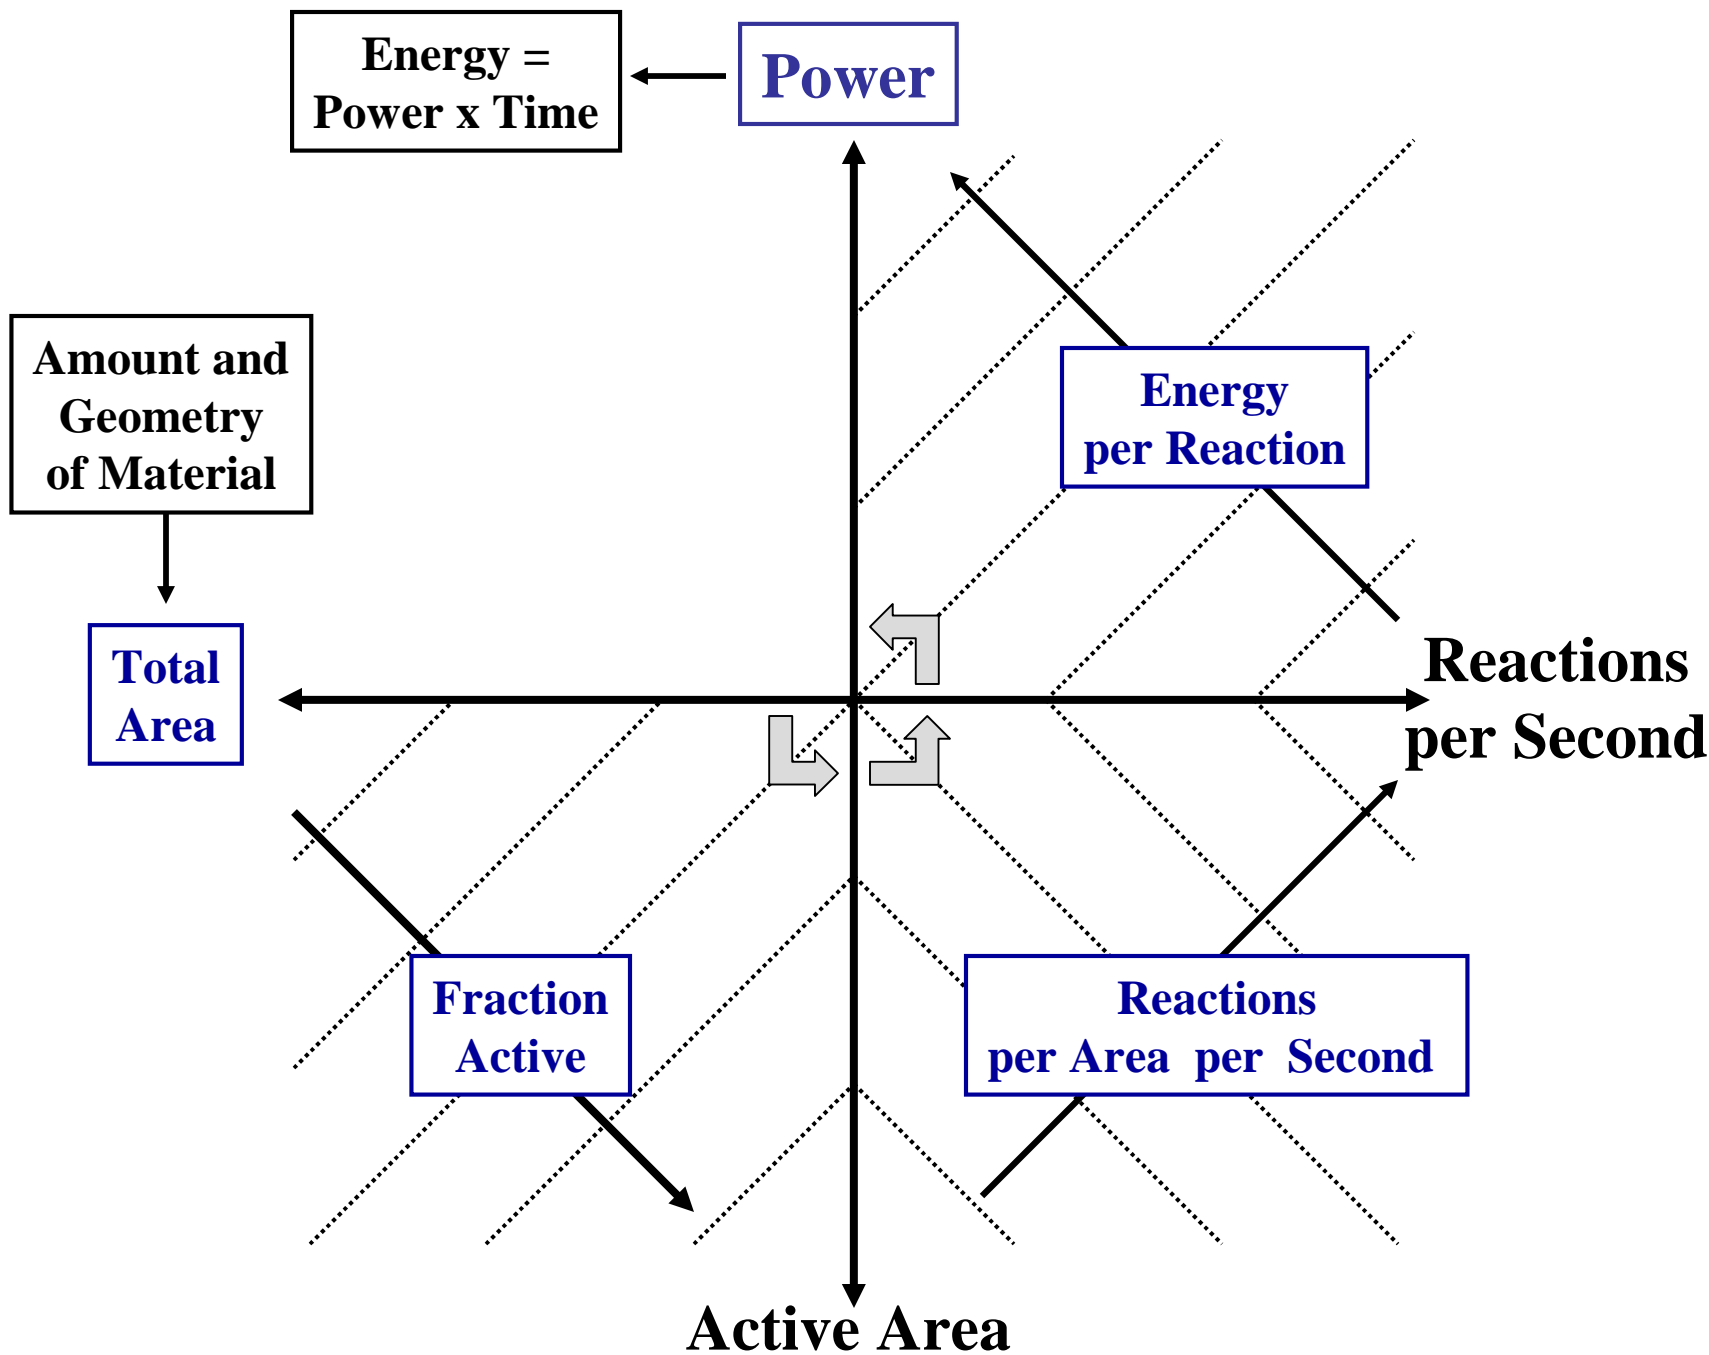 Energy =
Power x Time
Power
Amount and
Geometry
of Material
Energy
per Reaction
Total
Area
Reactions
per Second
Fraction
Active
Reactions
per Area per Second
Active Area